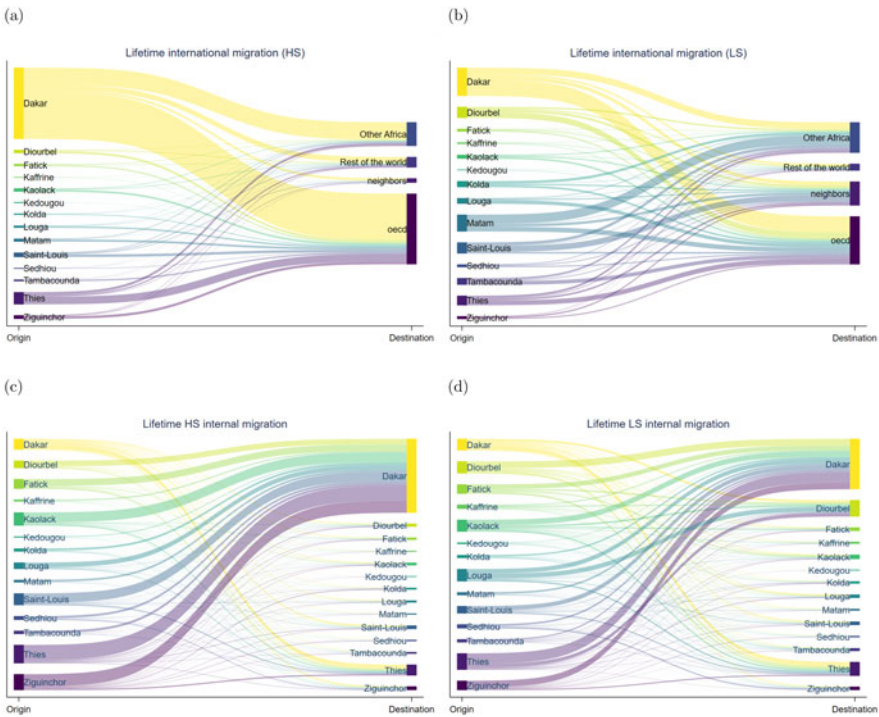 (a)
Lifetime international migration (HS)
Dakar
Diourbel
Fatick
Kaffrine
Kaolack
Kedougou
Kolda
Louga
Matam
Saint-Louis
Sedhiou
Tambacounda
Thies
Ziguinchor
Other Africa
Rest of the world
neighbors
oecd
Origin
Destination
(b)
Lifetime international migration (LS)
Dakar
Diourbel
Fatick
Kaffrine
Kaolack
Kedougou
Kolda
Louga
Matam
Saint-Louis
Sedhiou
Tambacounda
Thies
Ziguinchor
Other Africa
Rest of the world
neighbors
oecd
Origin
Destination
(c)
Lifetime HS internal migration
Dakar
Diourbel
Fatick
Kaffrine
Kaolack
Kedougou
Kolda
Louga
Matam
Saint-Louis
Sedhiou
Tambacounda
Thies
Ziguinchor
Dakar
Diourbel
Fatick
Kaffrine
Kaolack
Kedougou
Kolda
Louga
Matam
Saint-Louis
Sedhiou
Tambacounda
Thies
Ziguinchor
Origin
Destination
(d)
Lifetime LS internal migration
Dakar
Diourbel
Fatick
Kaffrine
Kaolack
Kedougou
Kolda
Louga
Matam
Saint-Louis
Sedhiou
Tambacounda
Thies
Ziguinchor
Dakar
Diourbel
Fatick
Kaffrine
Kaolack
Kedougou
Kolda
Louga
Matam
Saint-Louis
Sedhiou
Tambacounda
Thies
Ziguinchor
Origin
Destination